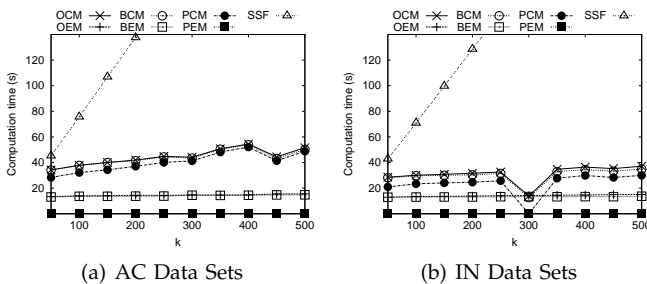 OCM BCM PCM SSF
OEM BEM PEM
Computation time (s)
120
100
80
60
40
20
100 200 300 400 500
k
(a) AC Data Sets
OCM BCM PCM SSF
OEM BEM PEM
Computation time (s)
120
100
80
60
40
20
100 200 300 400 500
k
(b) IN Data Sets